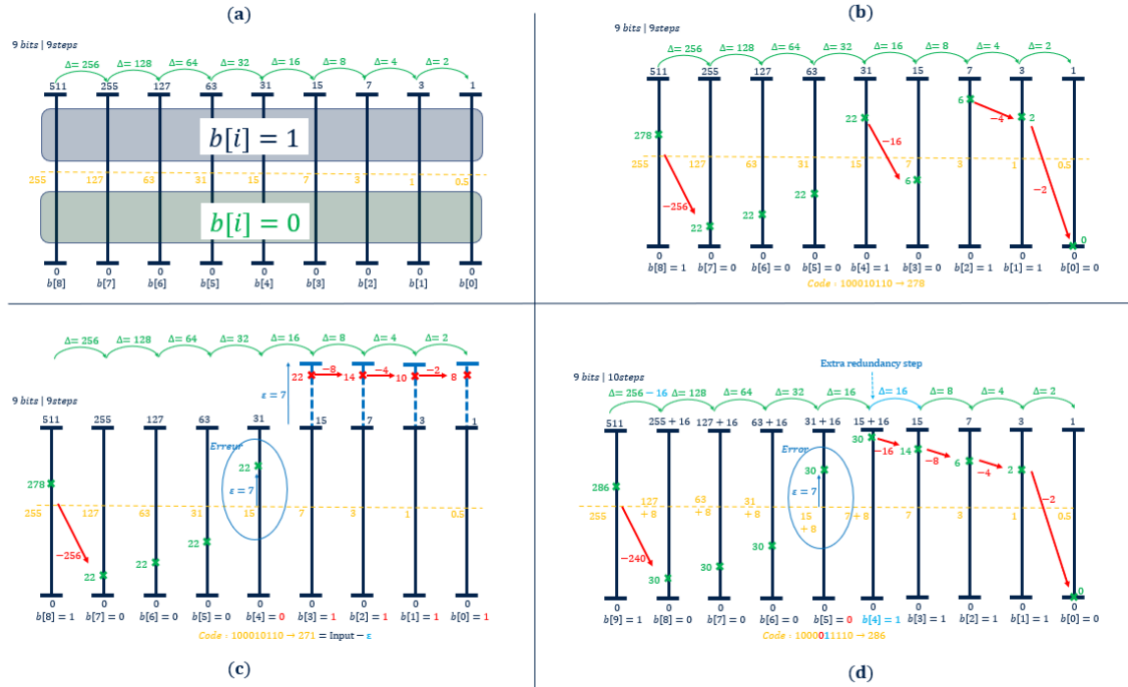 (a)
9 bits | 9steps
Δ= 256 Δ= 128 Δ= 64 Δ= 32 Δ= 16 Δ= 8 Δ= 4 Δ= 2
511 255 127 63 31 15 7 3 1
b[i] = 1
255 127 63 31 15 7 3 1 0.5
b[i] = 0
0 0 0 0 0 0 0 0 0
b[8] b[7] b[6] b[5] b[4] b[3] b[2] b[1] b[0]
(b)
9 bits | 9steps
Δ= 256 Δ= 128 Δ= 64 Δ= 32 Δ= 16 Δ= 8 Δ= 4 Δ= 2
511 255 127 63 31 15 7 3 1
6 −4 2
22
278 −16
255 127 63 31 15 7 3 1 0.5
6
−256 22 22 22 −2
0
0 0 0 0 0 0 0 0 0
b[8] = 1 b[7] = 0 b[6] = 0 b[5] = 0 b[4] = 1 b[3] = 0 b[2] = 1 b[1] = 1 b[0] = 0
Code : 100010110 → 278
Δ= 256 Δ= 128 Δ= 64 Δ= 32 Δ= 16 Δ= 8 Δ= 4 Δ= 2
22 −8 14 −4 10 −2 8
ε = 7
9 bits | 9steps
511 255 127 63 31 15 7 3 1
Erreur
22
278
ε = 7
255 127 63 31 15 7 3 1 0.5
−256 22 22 22
0 0 0 0 0 0 0 0 0
b[8] = 1 b[7] = 0 b[6] = 0 b[5] = 0 b[4] = 0 b[3] = 1 b[2] = 1 b[1] = 1 b[0] = 1
Code : 100010110 → 271 = Input− ε
(c)
Extra redundancy step
9 bits | 10steps
Δ= 256 −16 Δ= 128 Δ= 64 Δ= 32 Δ= 16 Δ= 16 Δ= 8 Δ= 4 Δ= 2
511 255 + 16 127 + 16 63 + 16 31 + 16 15 + 16 15 7 3 1
30 −16 14 −8 6 −4 2
Error
30
286
ε = 7
−2
255 127 + 8 63 + 8 31 + 8 15 + 8 7 + 8 7 3 1 0.5
−240 30 30 30
0
0 0 0 0 0 0 0 0 0 0
b[9] = 1 b[8] = 0 b[7] = 0 b[6] = 0 b[5] = 0 b[4] = 1 b[3] = 1 b[2] = 1 b[1] = 1 b[0] = 0
Code : 1000011110 → 286
(d)